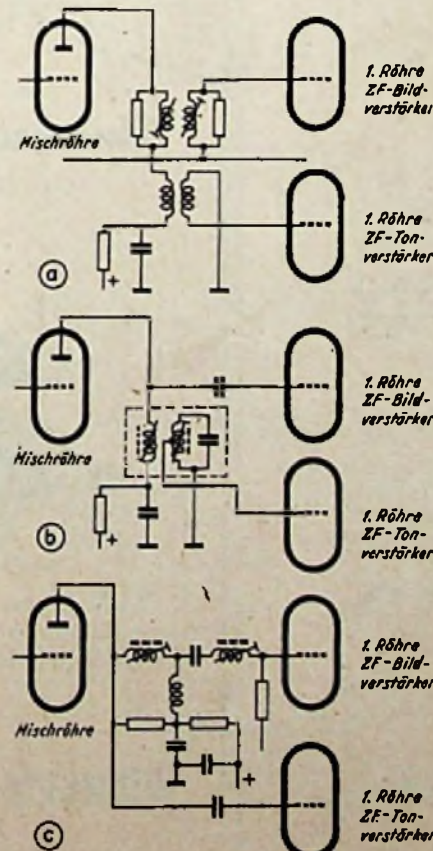 1. Röhre
ZF-Bild-
verstärker
Mischröhre
1. Röhre
ZF-Ton-
verstärker
+
a
1. Röhre
ZF-Bild-
verstärker
Mischröhre
1. Röhre
ZF-Ton-
verstärker
+
b
1. Röhre
ZF-Bild-
verstärker
Mischröhre
+
1. Röhre
ZF-Ton-
verstärker
c